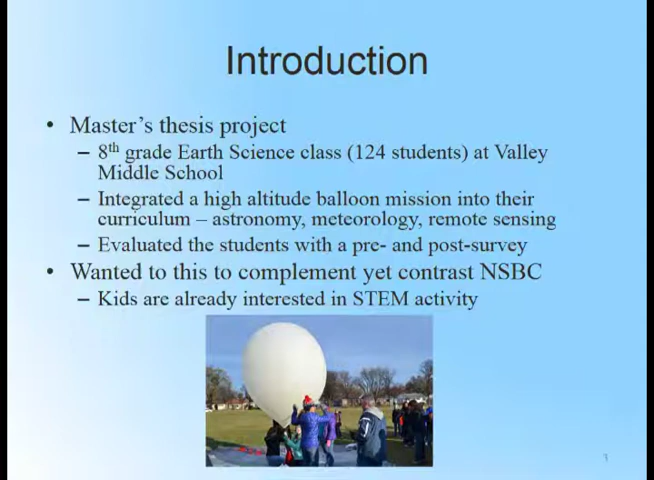 Introduction
• Master's thesis project
– 8th grade Earth Science class (124 students) at Valley
Middle School
– Integrated a high altitude balloon mission into their
curriculum – astronomy, meteorology, remote sensing
– Evaluated the students with a pre- and post-survey
• Wanted to this to complement yet contrast NSBC
– Kids are already interested in STEM activity